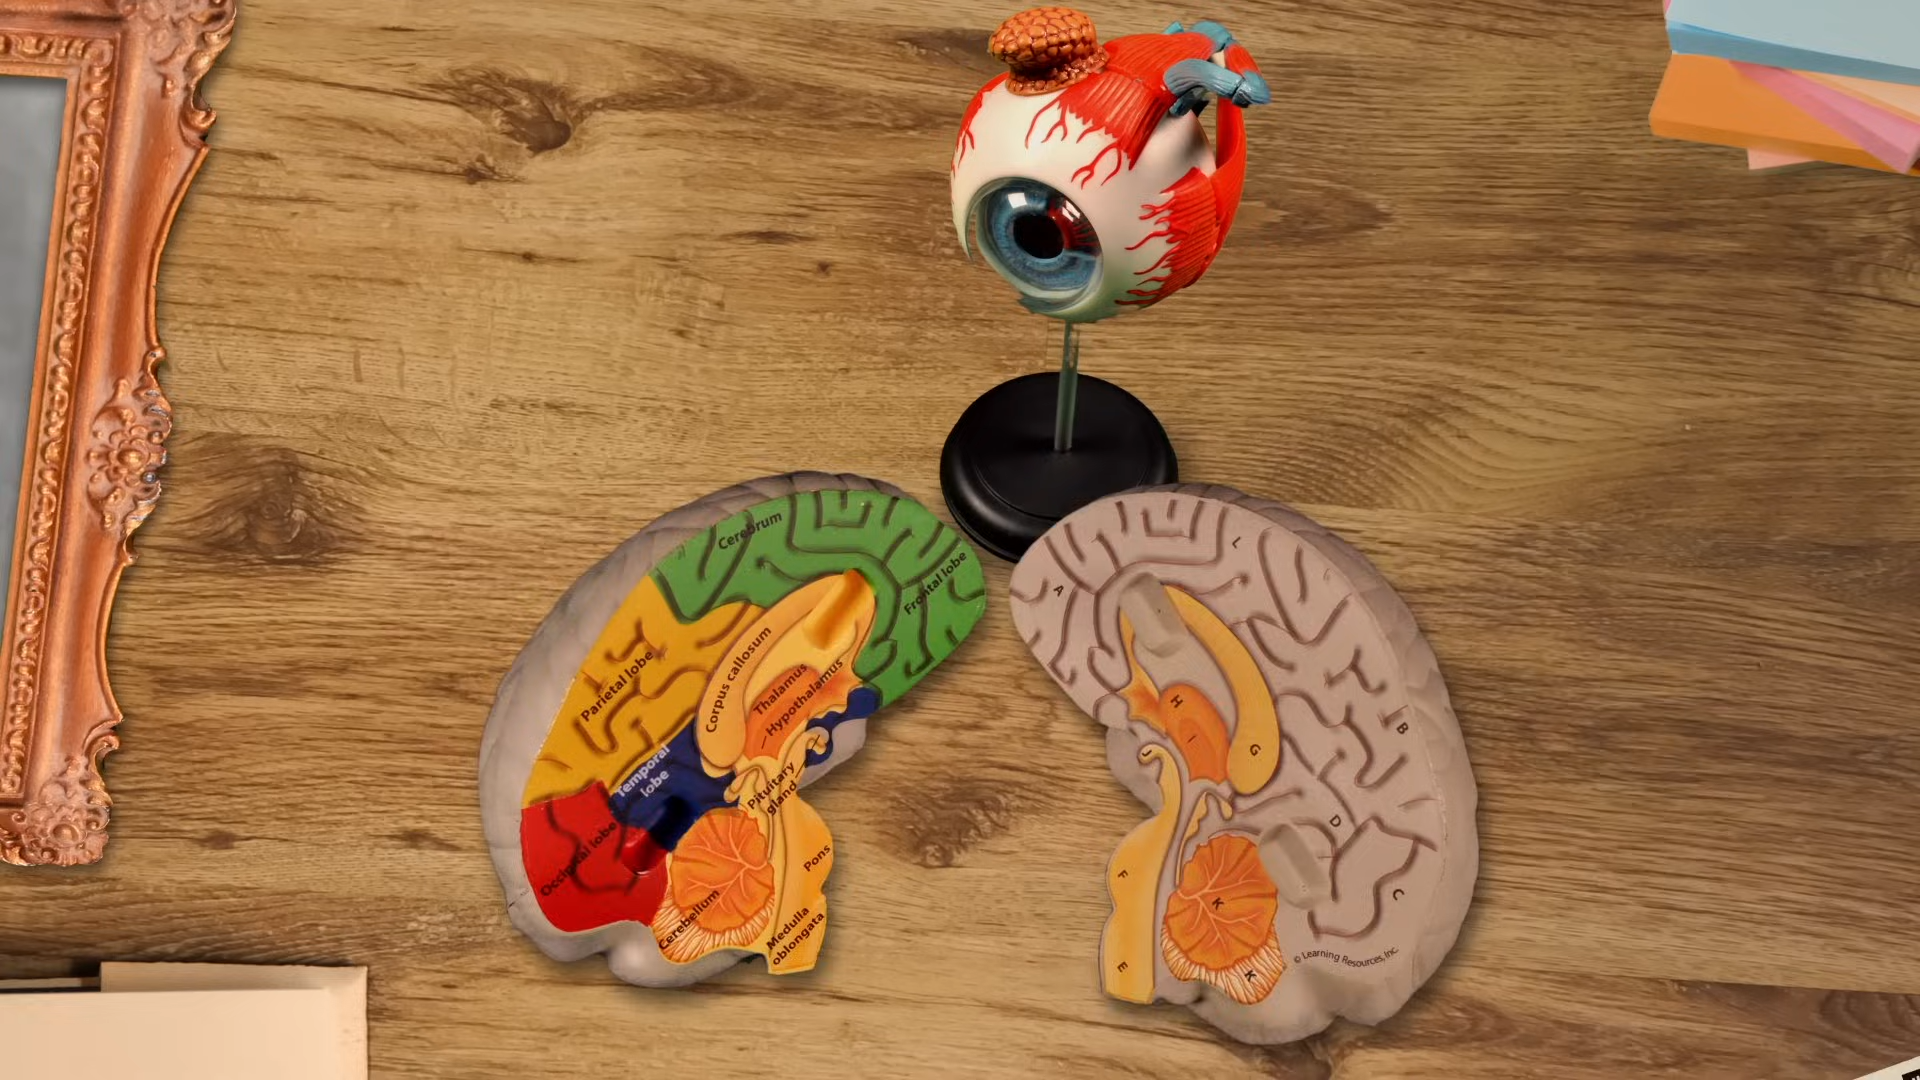 Cerebrum
Frontal lobe
Parietal lobe
Corpus callosum
Thalamus
Hypothalamus
Temporal
lobe
Pituitary
gland
Occipital lobe
Pons
Cerebellum
Medulla
oblongata
L
A
H
I
B
G
J
D
F
K
C
E
K
© Learning Resources, Inc.